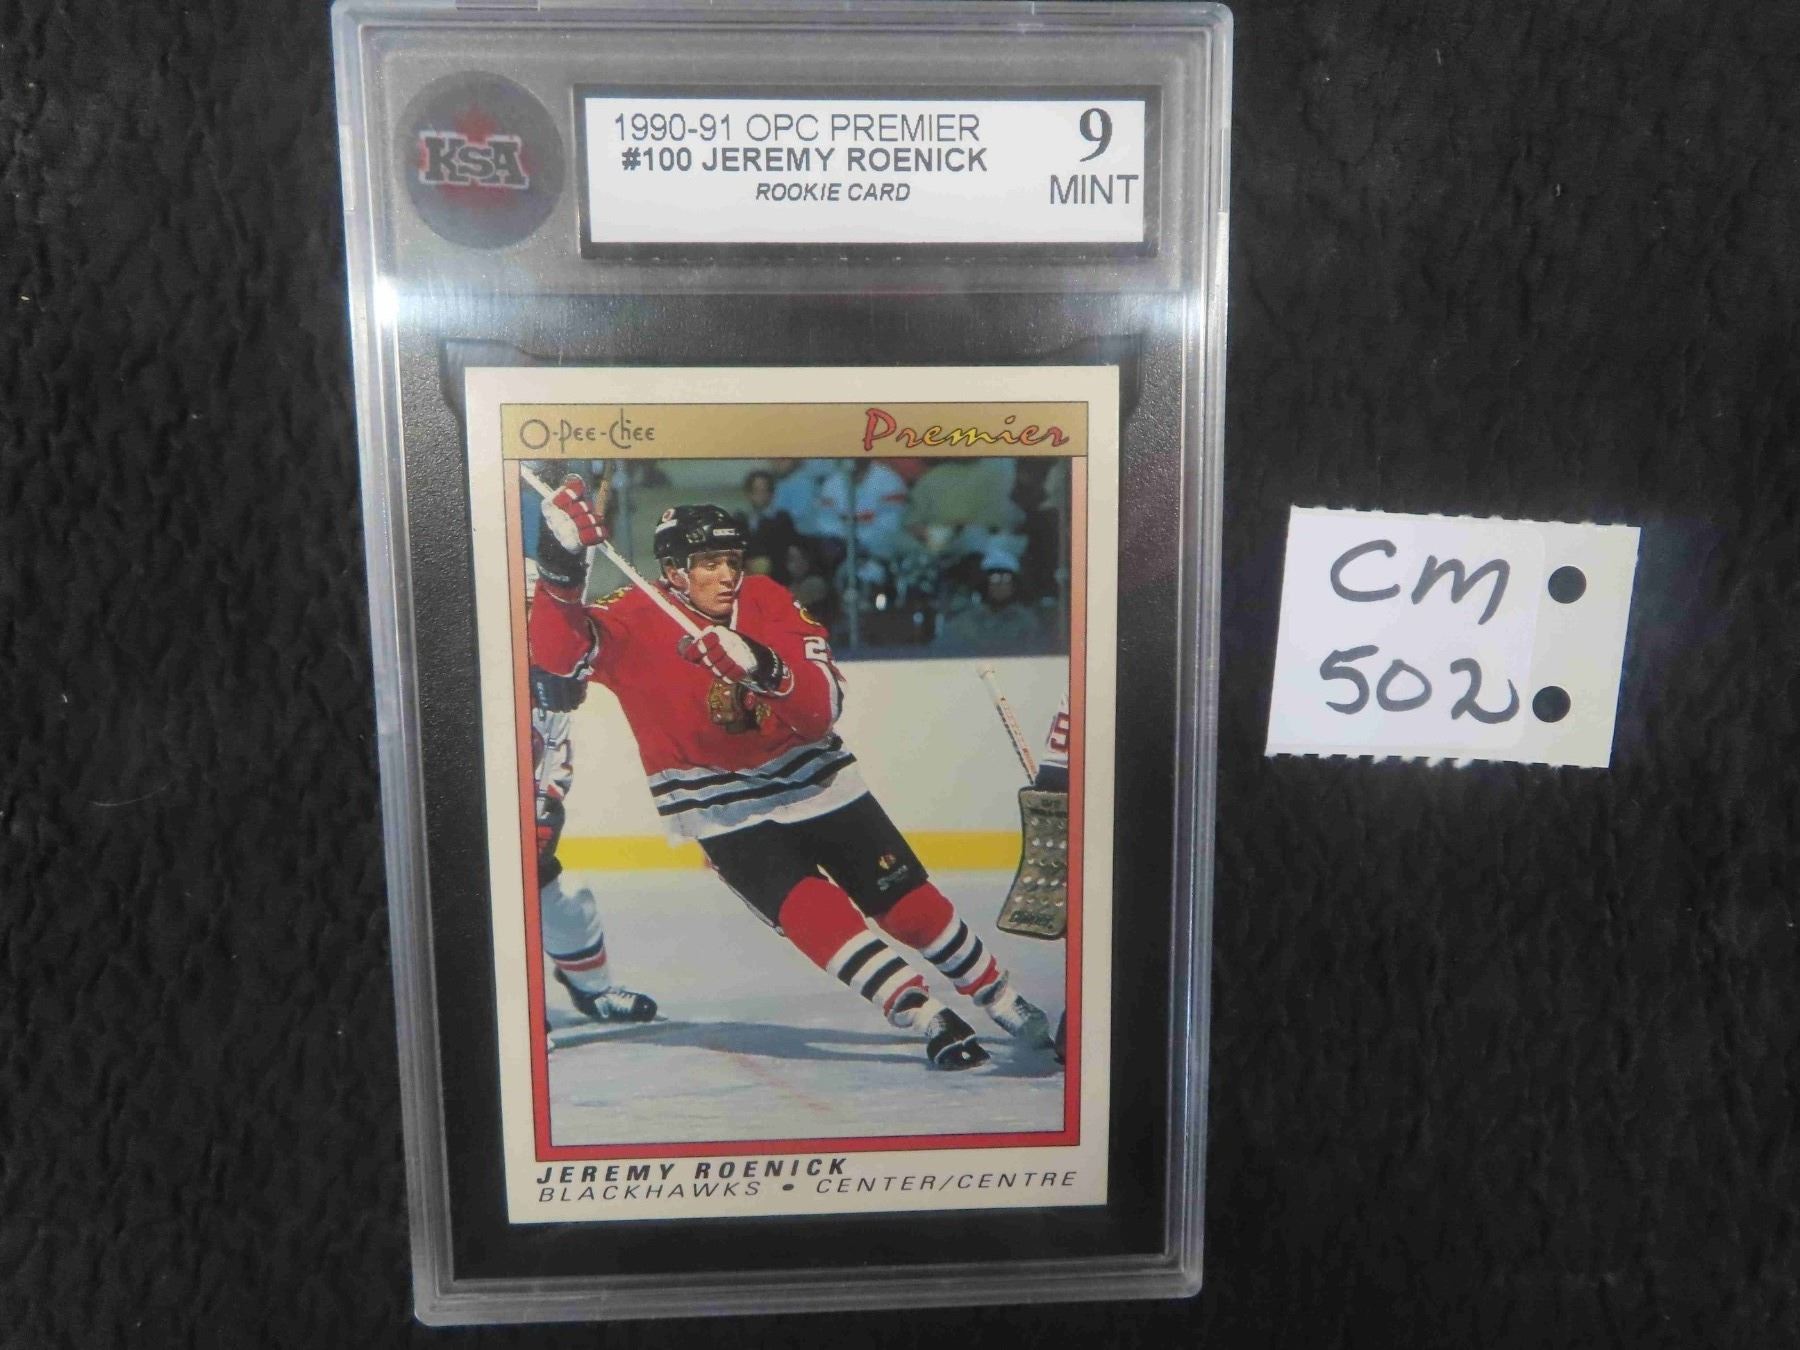 KSA
1990-91 OPC PREMIER
#100 JEREMY ROENICK
ROOKIE CARD
9
MINT
O-Pee-Chee
Premier
JEREMY ROENICK
BLACKHAWKS • CENTER/CENTRE
CM
502